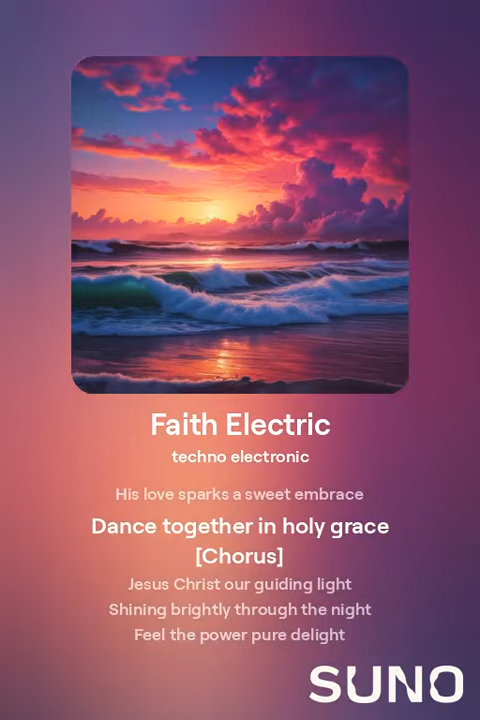 Faith Electric
techno electronic
His love sparks a sweet embrace
Dance together in holy grace
[Chorus]
Jesus Christ our guiding light
Shining brightly through the night
Feel the power pure delight
SUNO